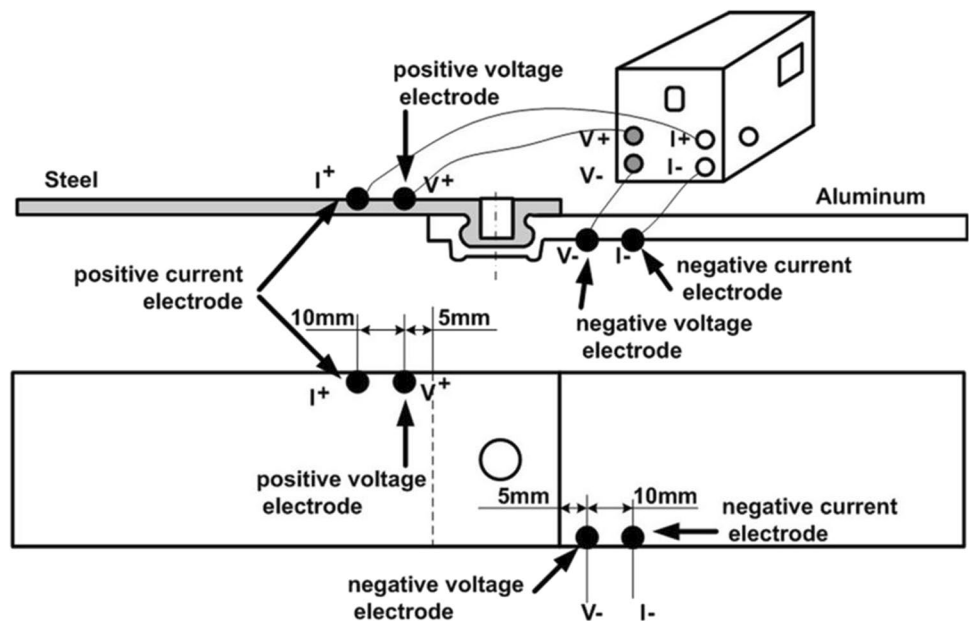 positive voltage
electrode
V+
I+
V-
I-
Steel
I+
V+
Aluminum
V-
I-
positive current
electrode
negative current
electrode
negative voltage
electrode
10mm
5mm
I+
V+
positive voltage
electrode
5mm
10mm
negative current
electrode
negative voltage
electrode
V-
I-